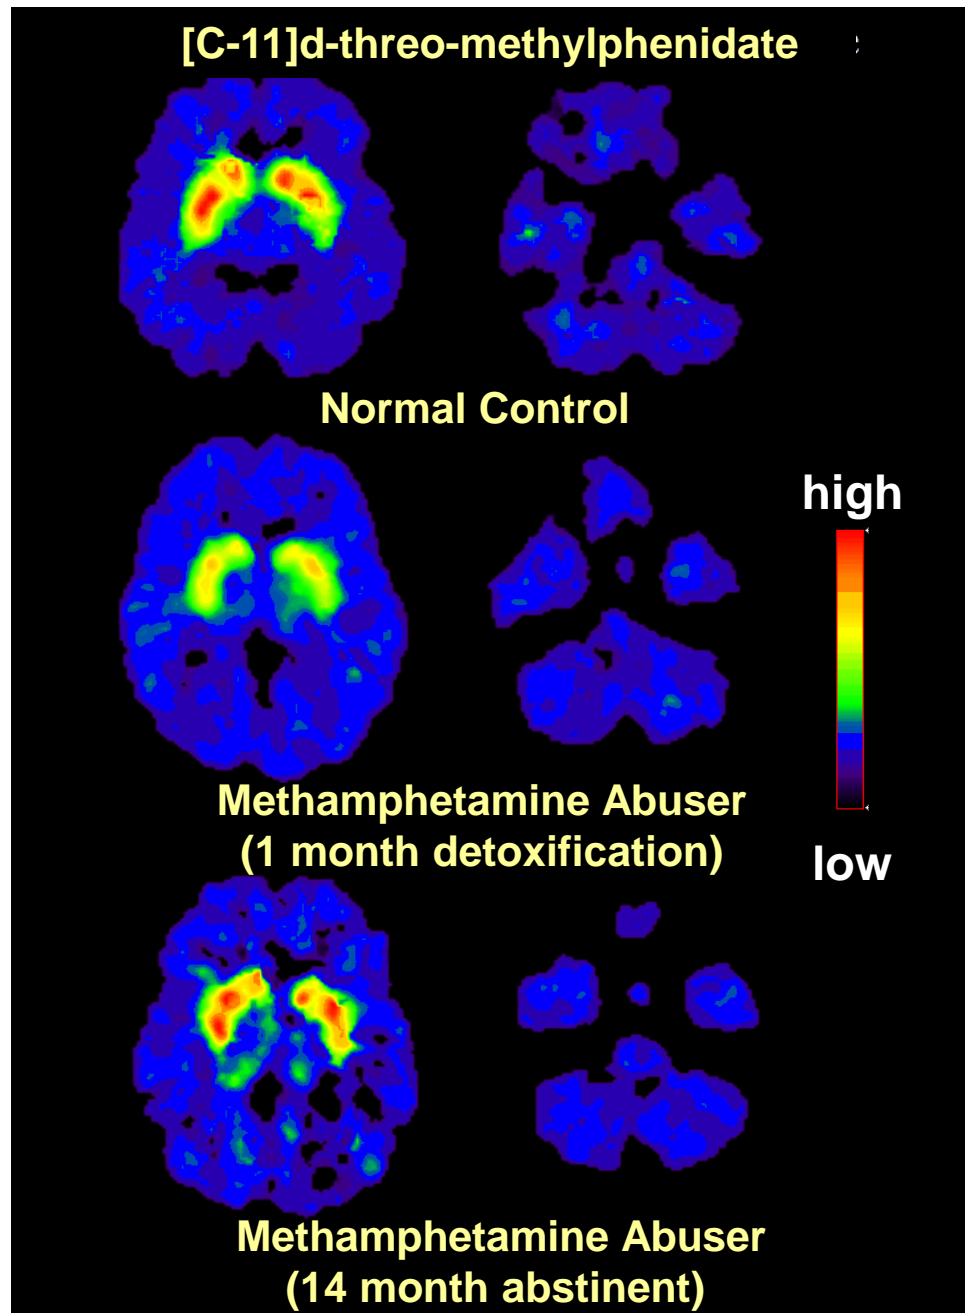 [C-11]d-threo-methylphenidate
Normal Control
high
Methamphetamine Abuser
(1 month detoxification)
low
Methamphetamine Abuser
(14 month abstinent)